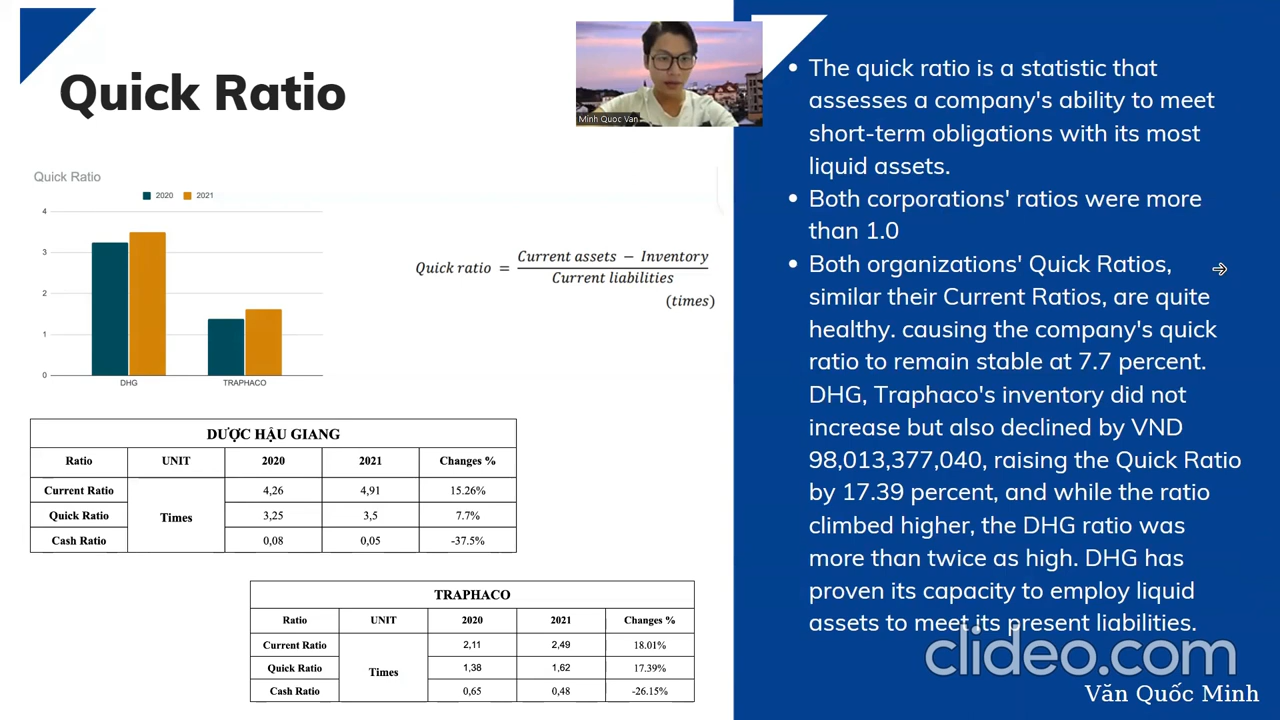 Quick Ratio
Minh Quoc Van
Quick Ratio
2020 2021
4
3
2
1
0
DHG TRAPHACO
Quick ratio = Current assets − Inventory
Current liabilities
(times)
DƯỢC HẬU GIANG
Ratio UNIT 2020 2021 Changes %
Current Ratio 4,26 4,91 15.26%
Quick Ratio Times 3,25 3,5 7.7%
Cash Ratio 0,08 0,05 -37.5%
TRAPHACO
Ratio UNIT 2020 2021 Changes %
Current Ratio 2,11 2,49 18.01%
Quick Ratio Times 1,38 1,62 17.39%
Cash Ratio 0,65 0,48 -26.15%
• The quick ratio is a statistic that
assesses a company's ability to meet
short-term obligations with its most
liquid assets.
• Both corporations' ratios were more
than 1.0
• Both organizations' Quick Ratios,
similar their Current Ratios, are quite
healthy. causing the company's quick
ratio to remain stable at 7.7 percent.
DHG, Traphaco's inventory did not
increase but also declined by VND
98,013,377,040, raising the Quick Ratio
by 17.39 percent, and while the ratio
climbed higher, the DHG ratio was
more than twice as high. DHG has
proven its capacity to employ liquid
assets to meet its present liabilities.
clideo.com
Văn Quốc Minh